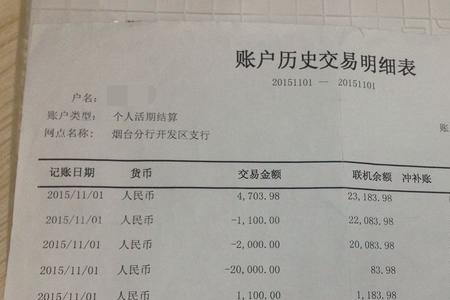 账户历史交易明细表
20151101 — 20151101
户名:
账户类型: 个人活期结算
网点名称: 烟台分行开发区支行
账
记账日期 货币 交易金额 联机余额 冲补账
2015/11/01 人民币 4,703.98 23,183.98
2015/11/01 人民币 -1,100.00 22,083.98
2015/11/01 人民币 -2,000.00 20,083.98
2015/11/01 人民币 -20,000.00 83.98
2015/11/01 人民币 1,100.00 1,183.98